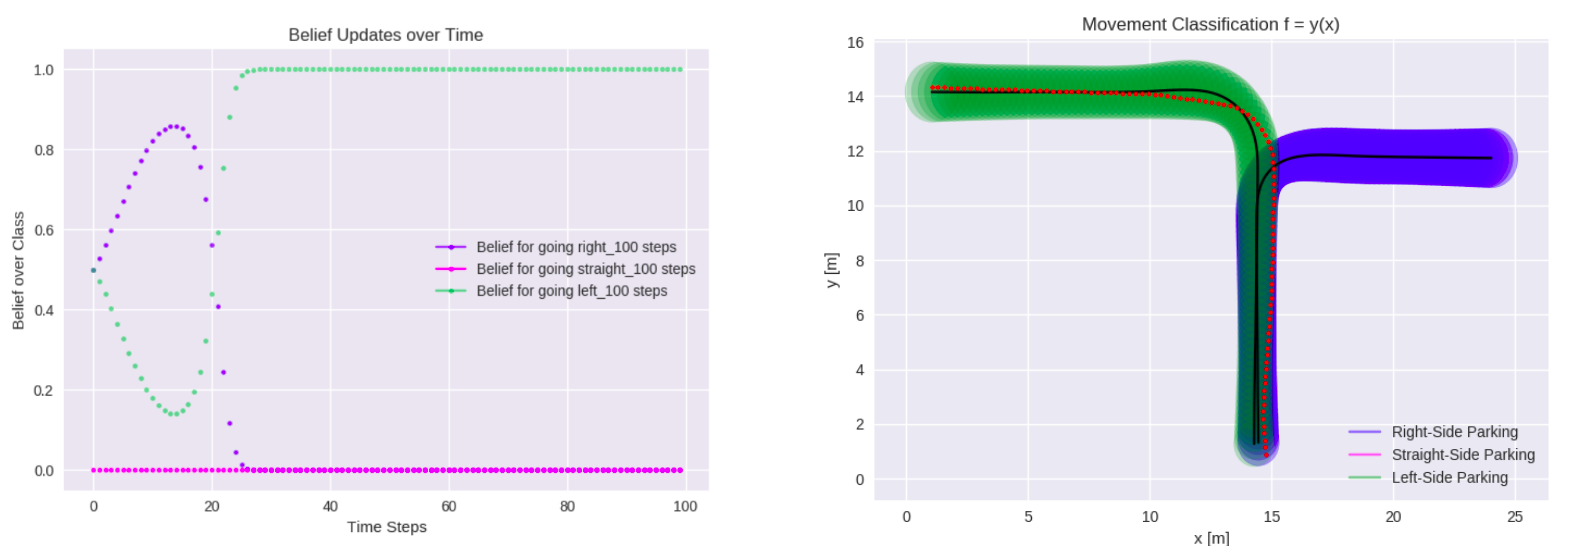 Belief Updates over Time
1.0
0.8
0.6
0.4
0.2
0.0
Belief over Class
Belief for going right_100 steps
Belief for going straight_100 steps
Belief for going left_100 steps
0 20 40 60 80 100
Time Steps
Movement Classification f = y(x)
16
14
12
10
8
6
4
2
0
y [m]
Right-Side Parking
Straight-Side Parking
Left-Side Parking
0 5 10 15 20 25
x [m]